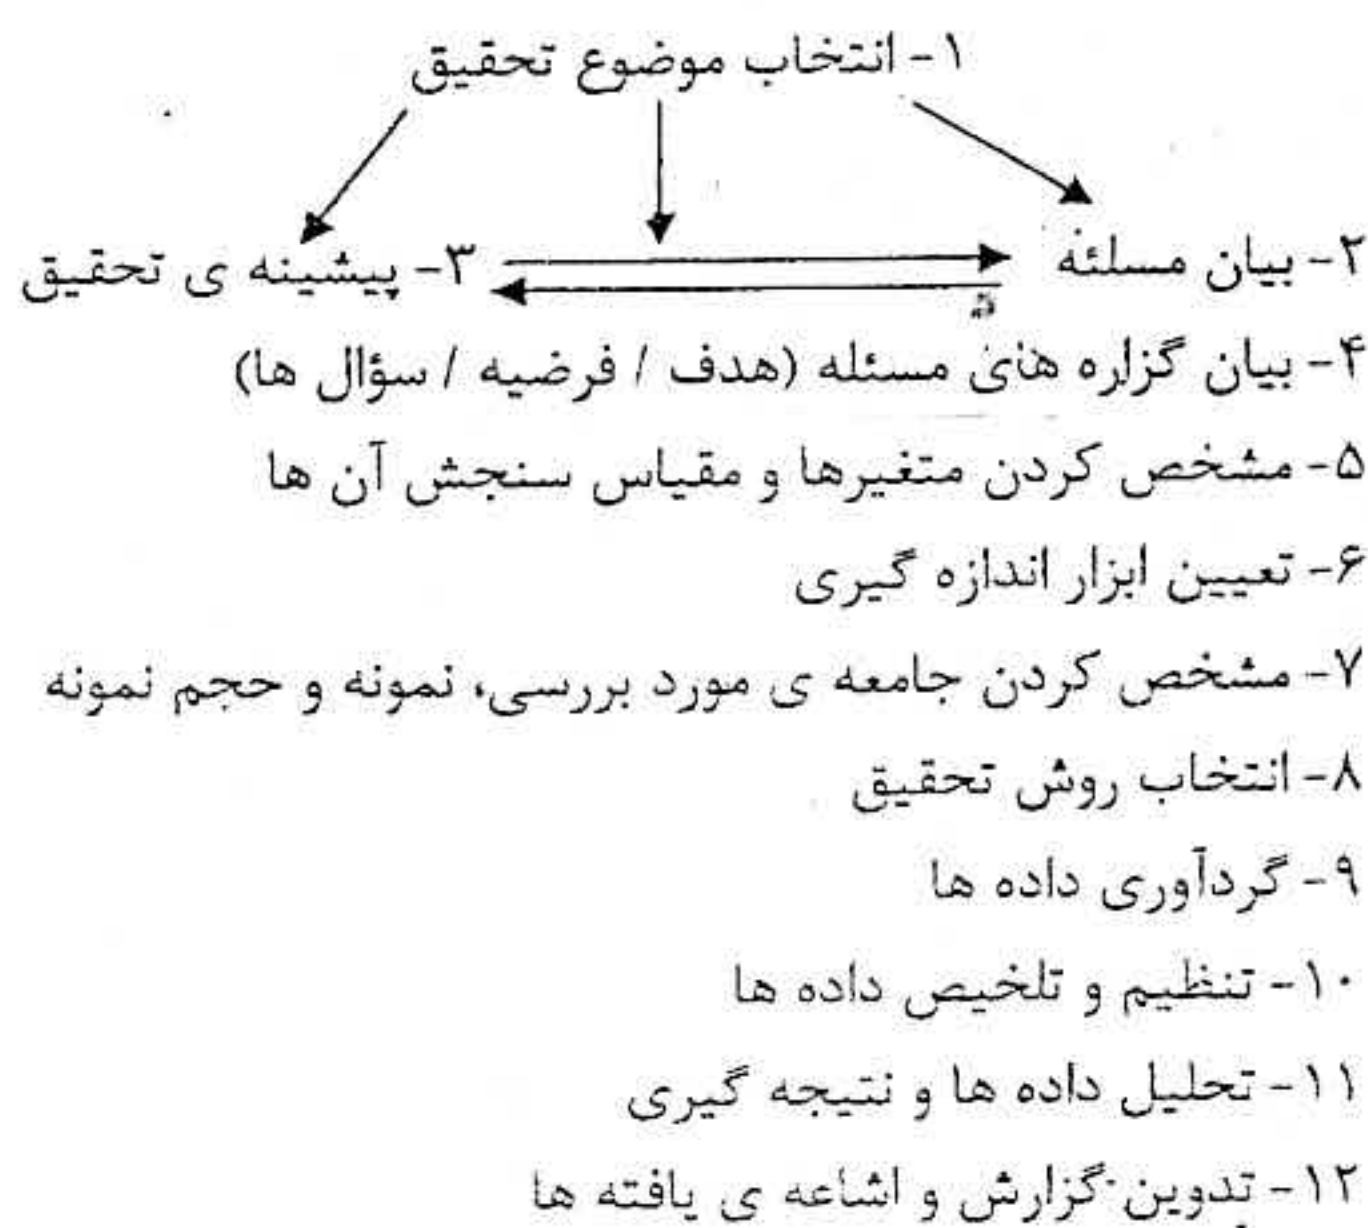 ۱- انتخاب موضوع تحقیق
۲- بیان مسلئه ۳- پیشینه ی تحقیق
۴- بیان گزاره های مسئله (هدف / فرضیه / سؤال ها)
۵- مشخص کردن متغیرها و مقیاس سنجش آن ها
۶- تعیین ابزار اندازه گیری
۷- مشخص کردن جامعه ی مورد بررسی، نمونه و حجم نمونه
۸- انتخاب روش تحقیق
۹- گردآوری داده ها
۱۰- تنظیم و تلخیص داده ها
۱۱- تحلیل داده ها و نتیجه گیری
۱۲- تدوین گزارش و اشاعه ی یافته ها